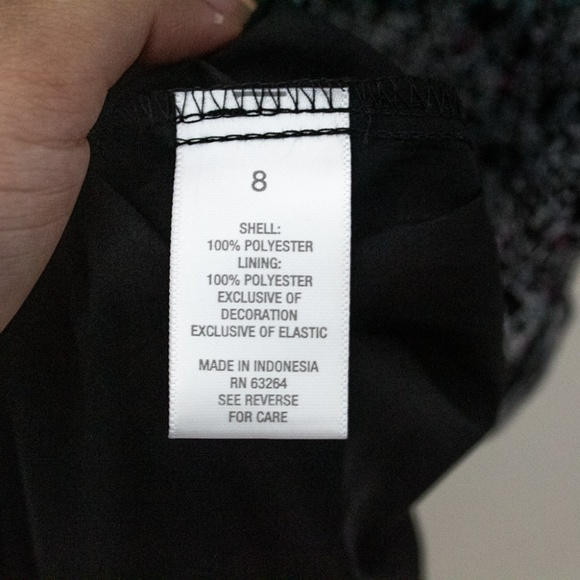 8
SHELL:
100% POLYESTER
LINING:
100% POLYESTER
EXCLUSIVE OF
DECORATION
EXCLUSIVE OF ELASTIC
MADE IN INDONESIA
RN 63264
SEE REVERSE
FOR CARE